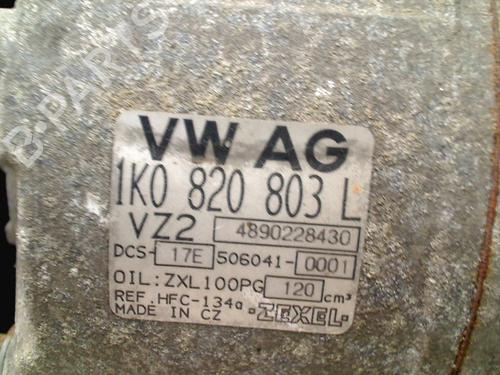 B-PARTS
VW AG
1K0 820 803 L
VZ2 4890228430
DCS-17E 506041-0001
OIL:ZXL100PG 120 cm³
REF.HFC-134a
MADE IN CZ -ZEXEL-